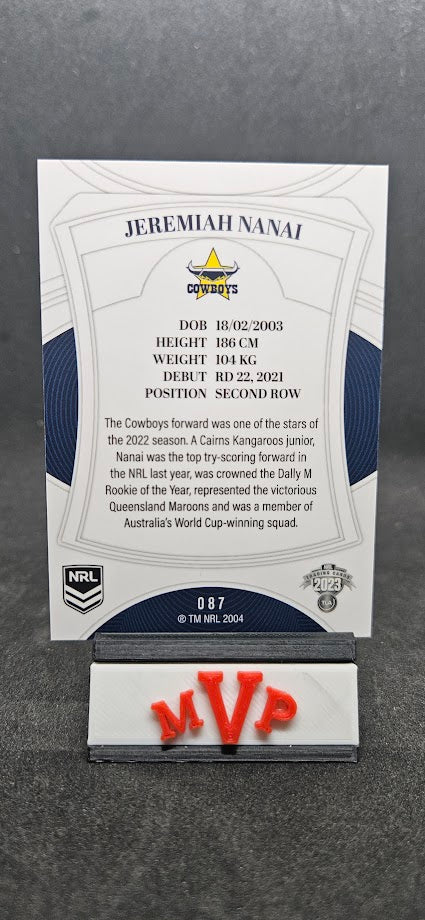 JEREMIAH NANAI
COWBOYS
DOB 18/02/2003
HEIGHT 186 CM
WEIGHT 104 KG
DEBUT RD 22, 2021
POSITION SECOND ROW
The Cowboys forward was one of the stars of
the 2022 season. A Cairns Kangaroos junior,
Nanai was the top try-scoring forward in
the NRL last year, was crowned the Dally M
Rookie of the Year, represented the victorious
Queensland Maroons and was a member of
Australia's World Cup-winning squad.
NRL
TRADING CARDS
2023
087
® TM NRL 2004
MVP